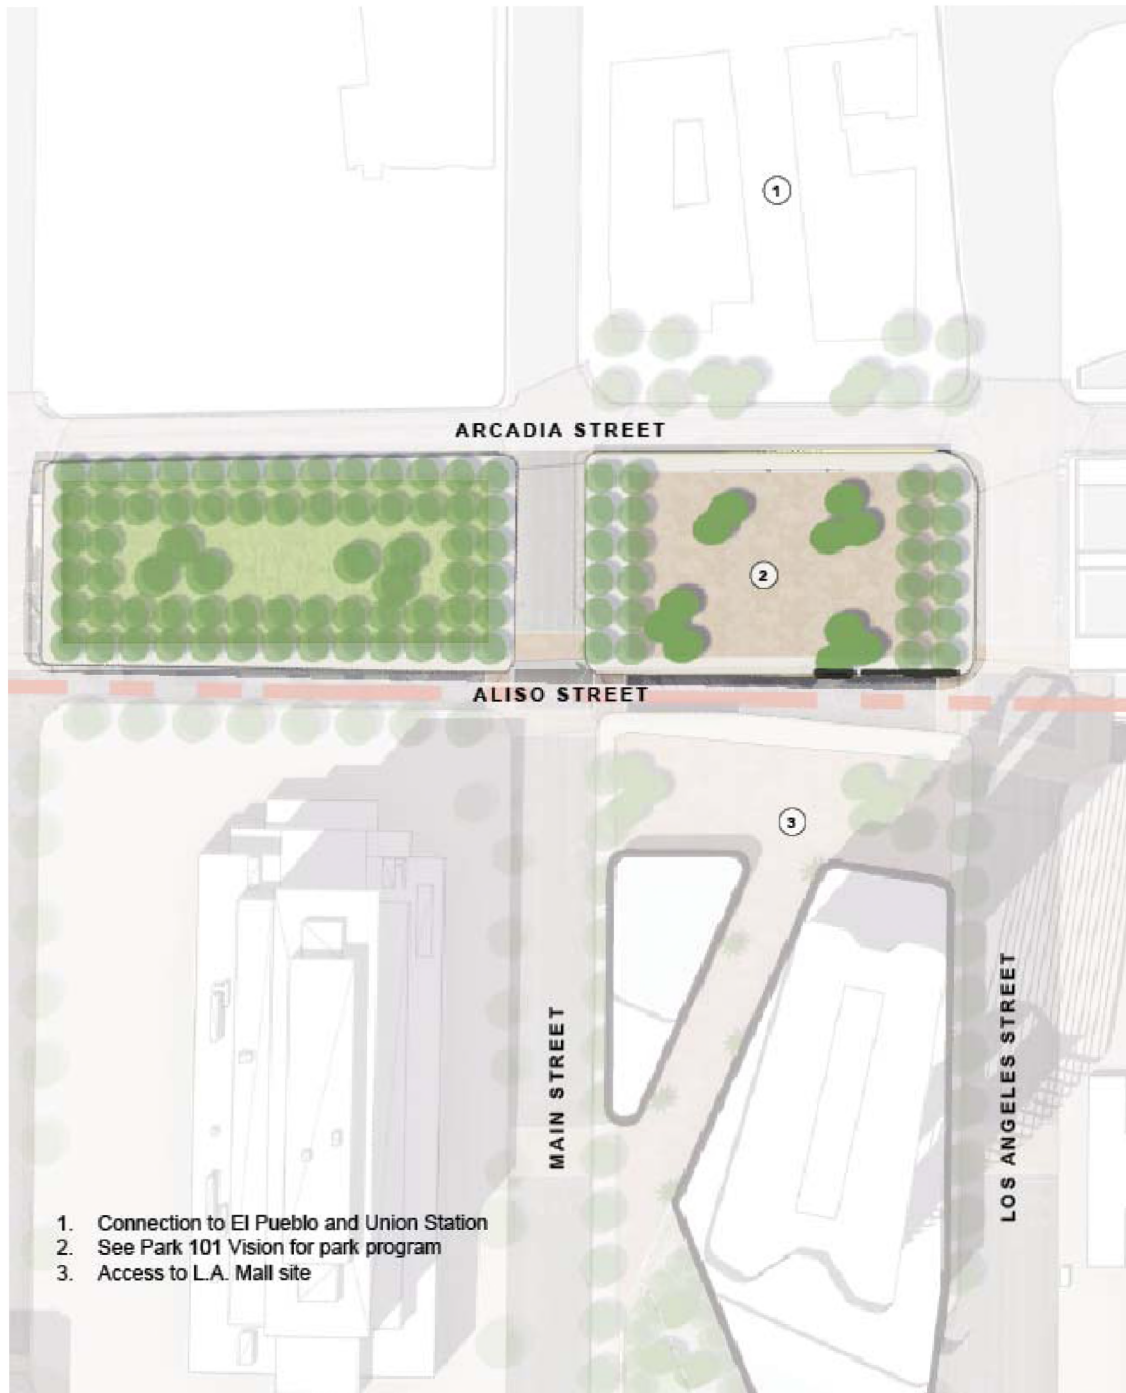 1
ARCADIA STREET
2
ALISO STREET
3
MAIN STREET
LOS ANGELES STREET
1. Connection to El Pueblo and Union Station
2. See Park 101 Vision for park program
3. Access to L.A. Mall site